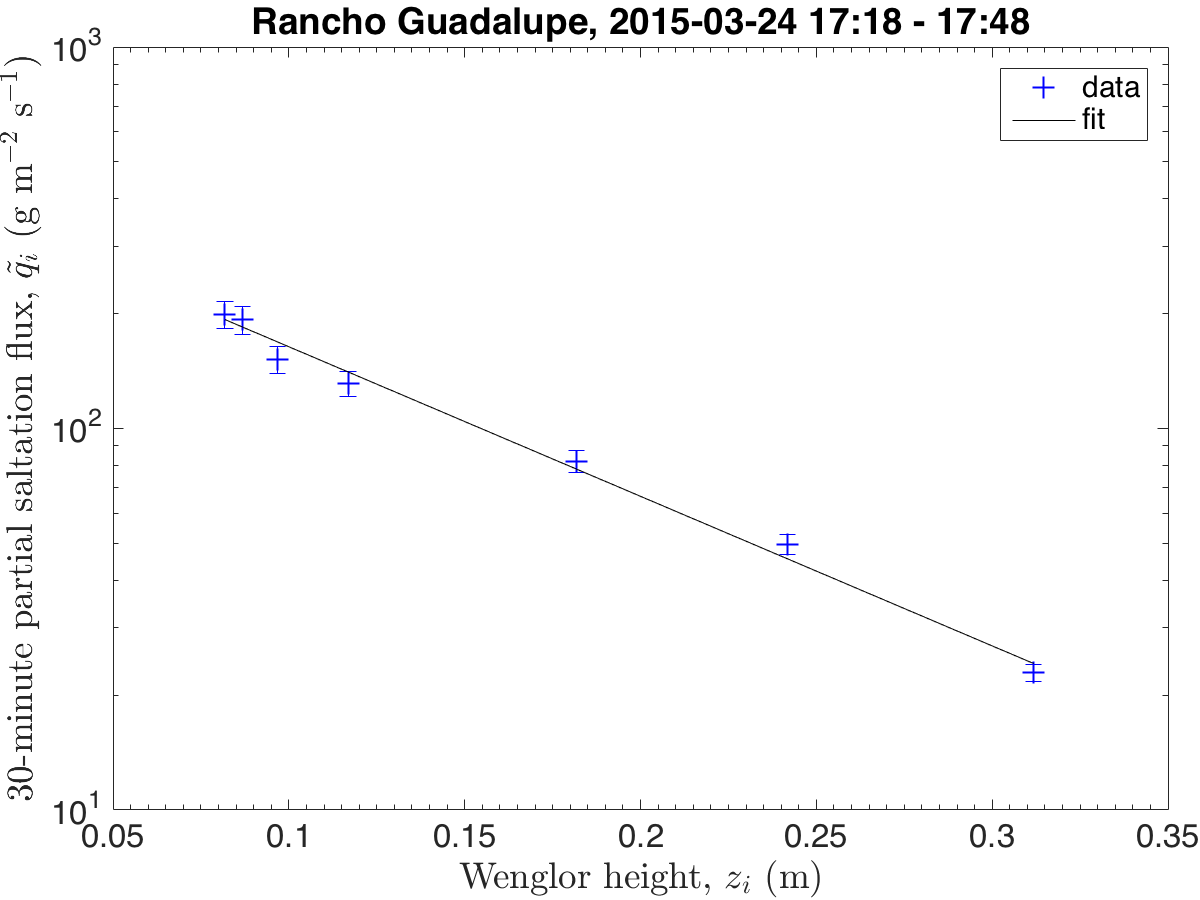 Rancho Guadalupe, 2015-03-24 17:18 - 17:48
data
fit
30-minute partial saltation flux, q̃ᵢ (g m⁻² s⁻¹)
10³
10²
10¹
0.05 0.1 0.15 0.2 0.25 0.3 0.35
Wenglor height, zᵢ (m)